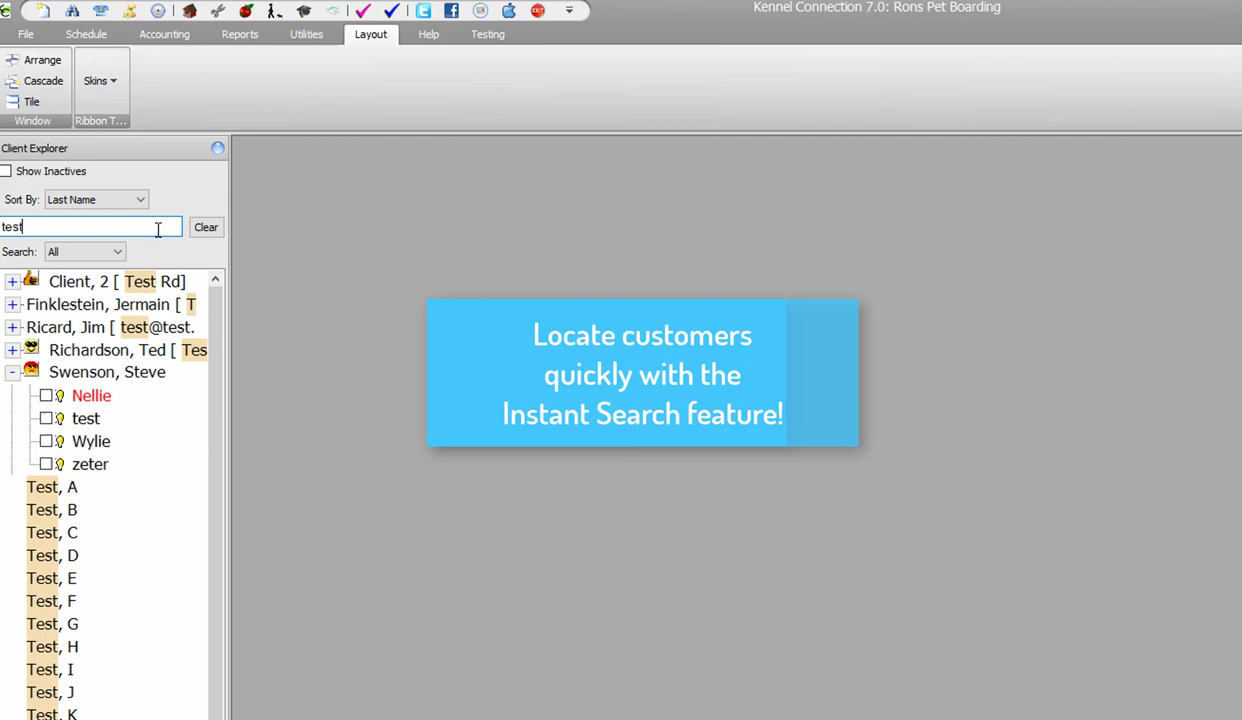 Kennel Connection 7.0: Rons Pet Boarding
File Schedule Accounting Reports Utilities Layout Help Testing
Arrange
Cascade
Tile
Window
Skins
Ribbon T...
Client Explorer
Show Inactives
Sort By: Last Name
test Clear
Search: All
Client, 2 [ Test Rd]
Finklestein, Jermain [ T
Ricard, Jim [ test@test.
Richardson, Ted [ Tes
Swenson, Steve
Nellie
test
Wylie
zeter
Test, A
Test, B
Test, C
Test, D
Test, E
Test, F
Test, G
Test, H
Test, I
Test, J
Test, K
Locate customers
quickly with the
Instant Search feature!
EXIT